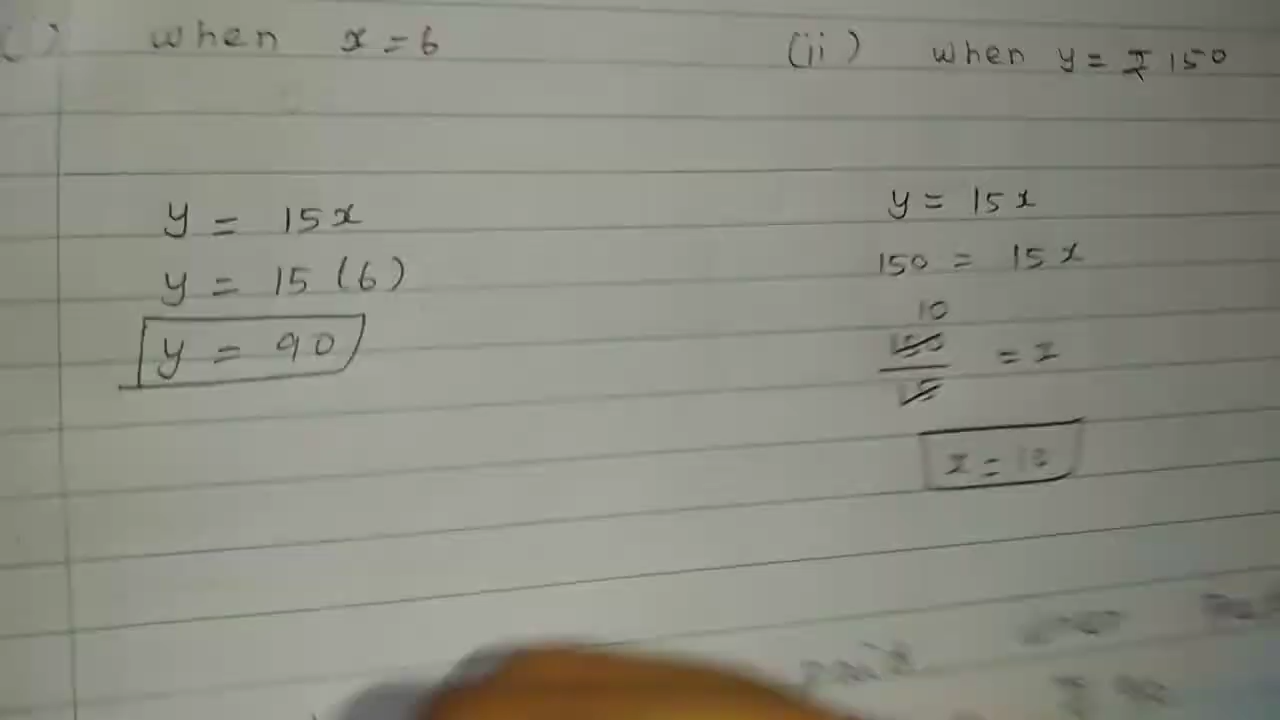 ( ) when x = 6
y = 15x
y = 15 (6)
y = 90
(ii) when y = ₹ 150
y = 15x
150 = 15x
10
150
15
= x
x = 10